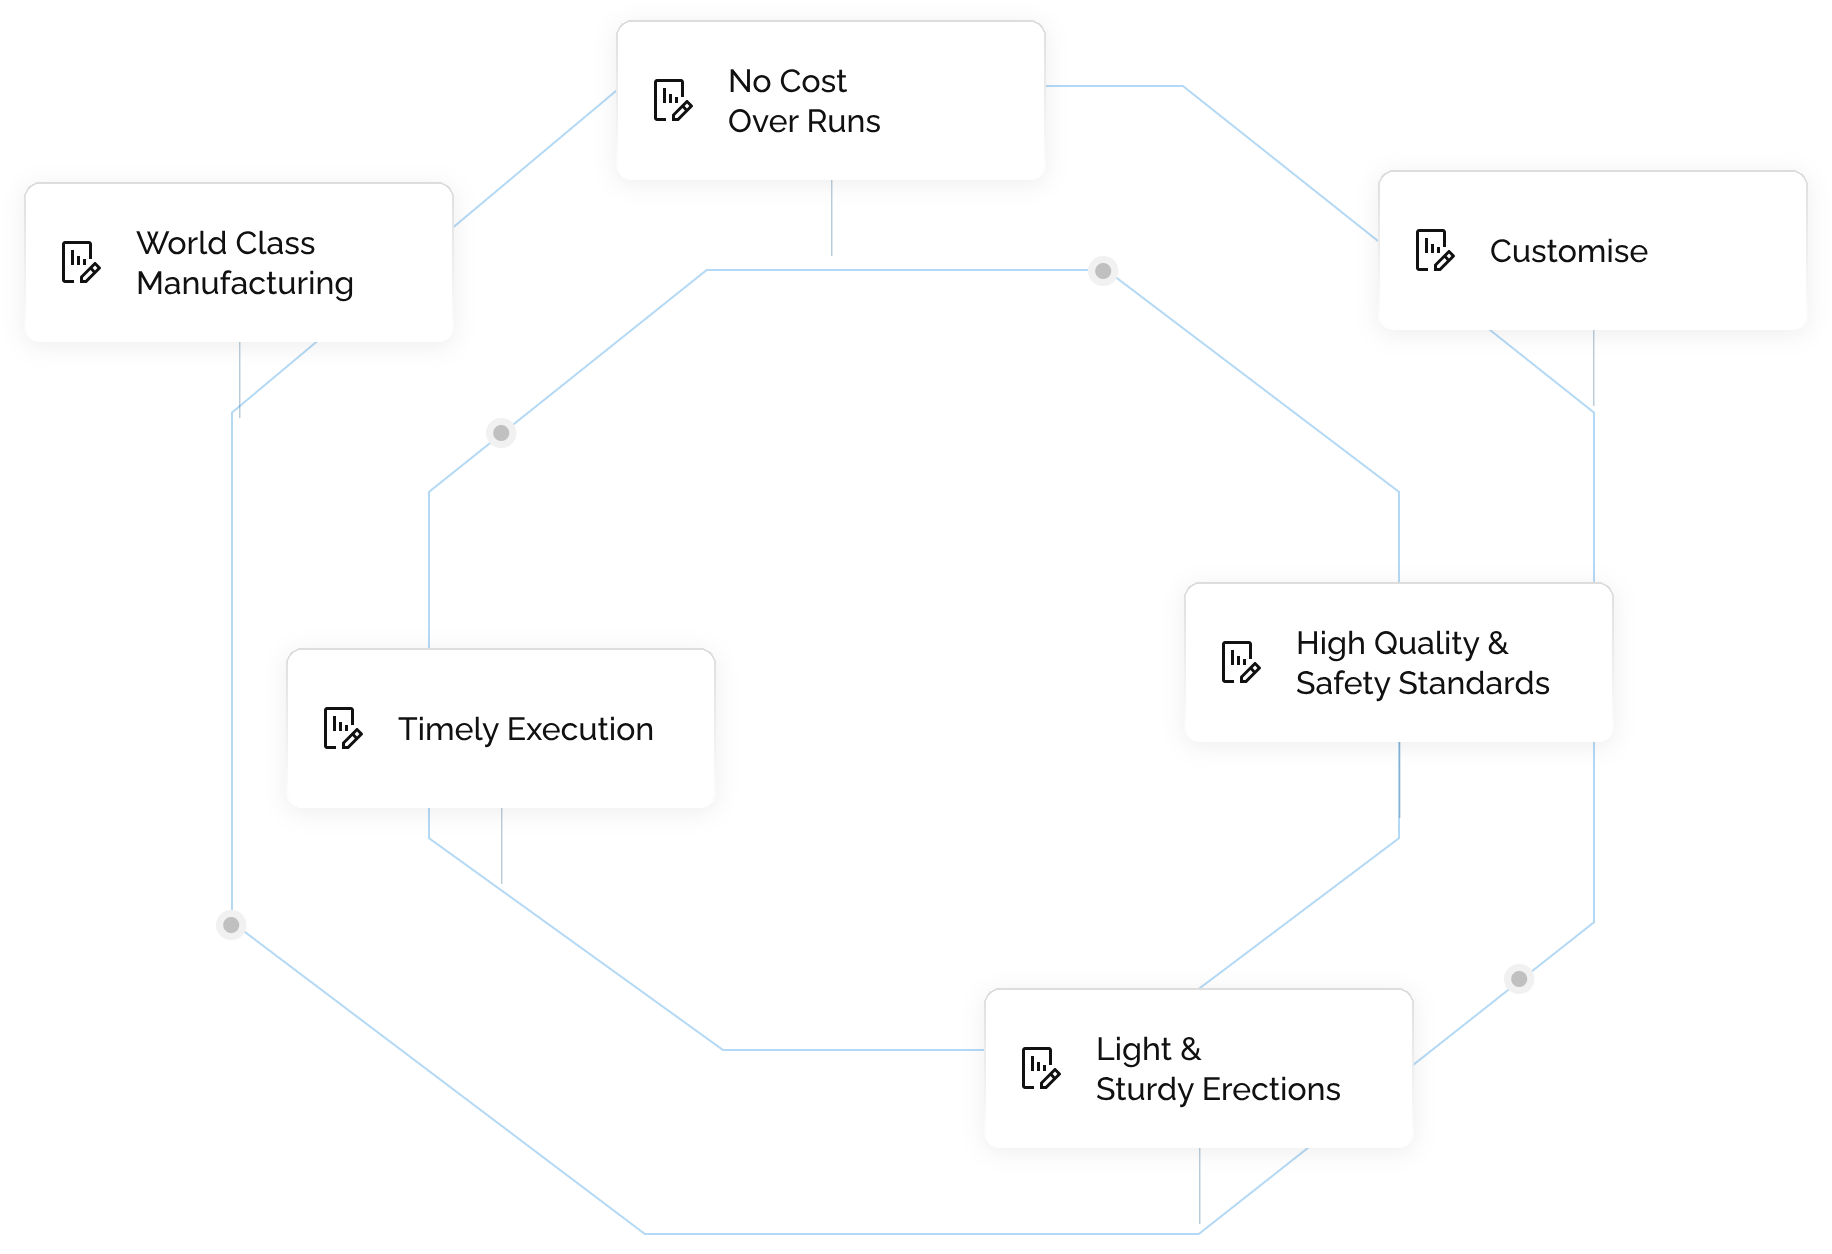 No Cost
Over Runs
World Class
Manufacturing
Customise
High Quality &
Safety Standards
Timely Execution
Light &
Sturdy Erections